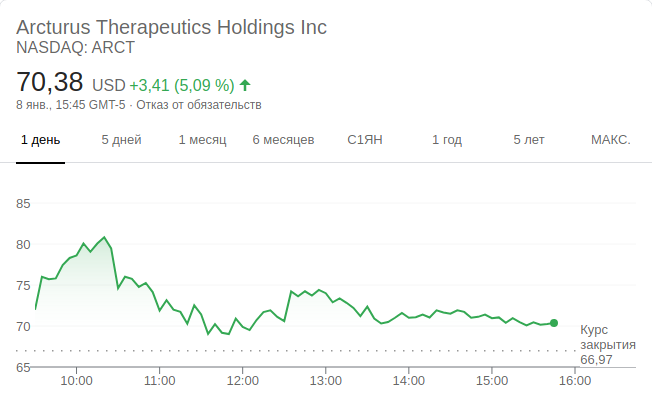 Arcturus Therapeutics Holdings Inc
NASDAQ: ARCT
70,38 USD +3,41 (5,09 %) ↑
8 янв., 15:45 GMT-5 · Отказ от обязательств
1 день 5 дней 1 месяц 6 месяцев С1ЯН 1 год 5 лет МАКС.
85
80
75
70
65
Курс
закрытия
66,97
10:00 11:00 12:00 13:00 14:00 15:00 16:00